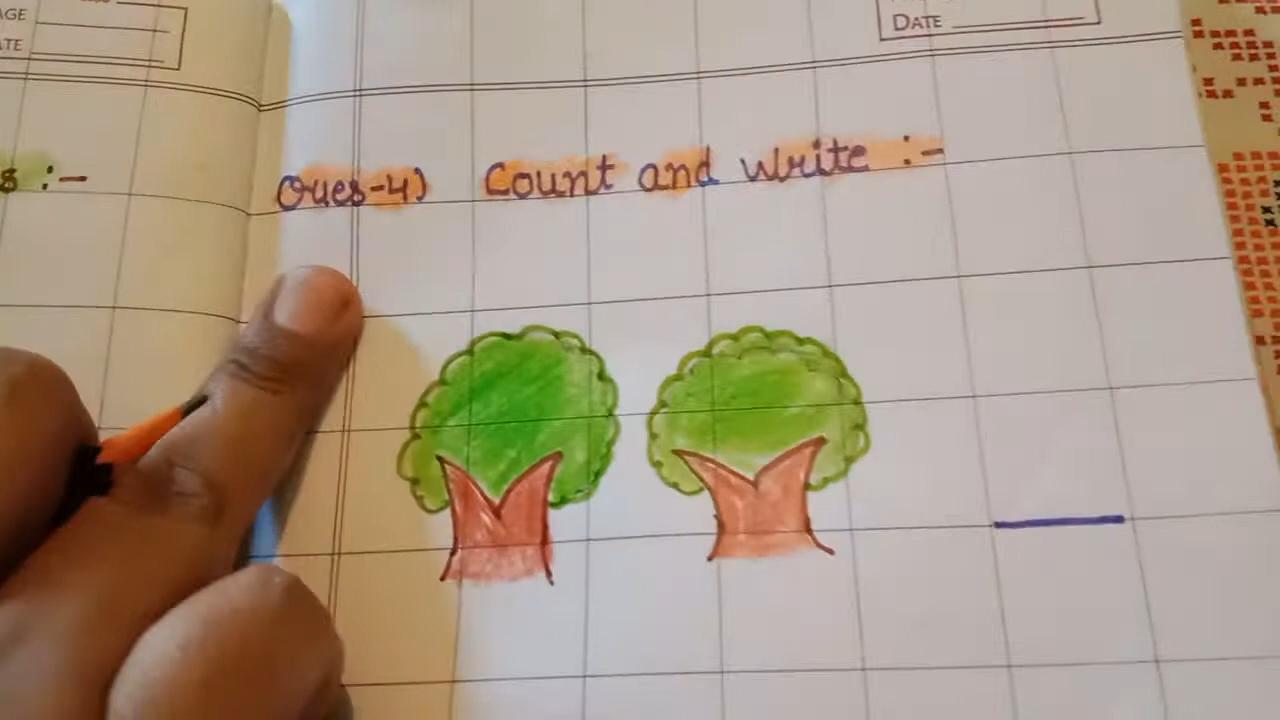 AGE
ATE
DATE
s :-
Ques-4) Count and write :-